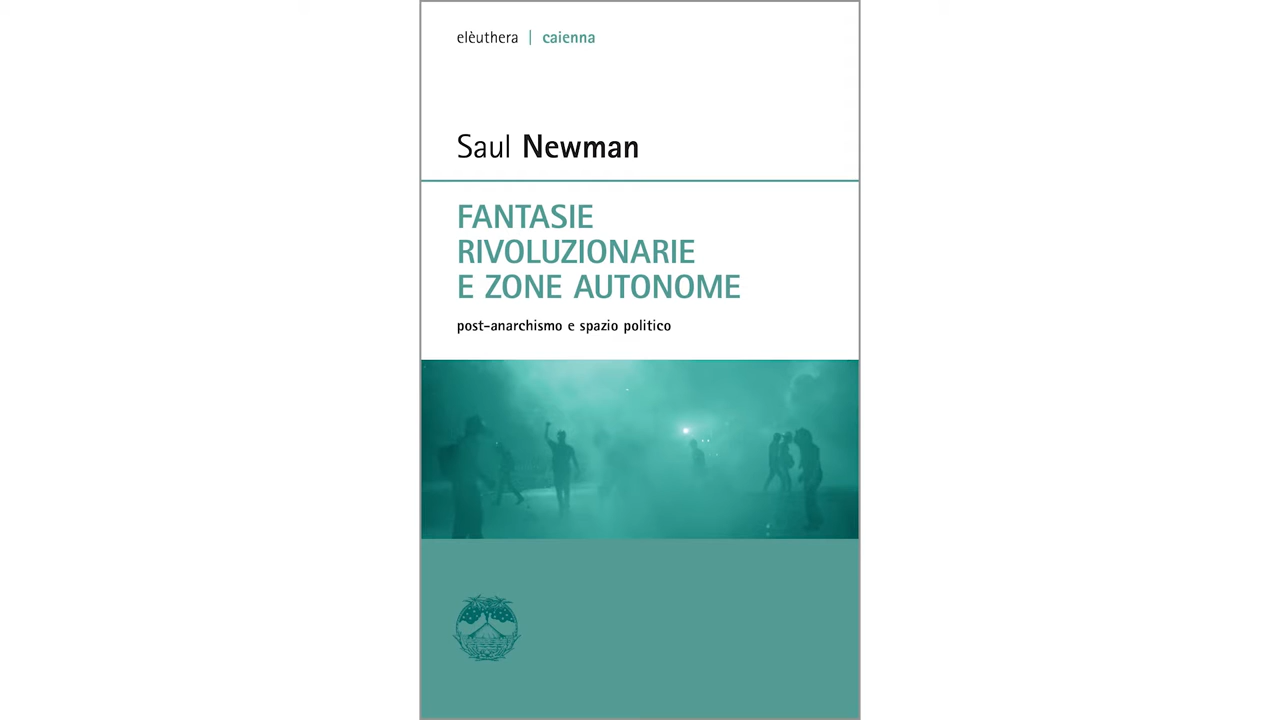 elèuthera | caienna
Saul Newman
FANTASIE
RIVOLUZIONARIE
E ZONE AUTONOME
post-anarchismo e spazio politico